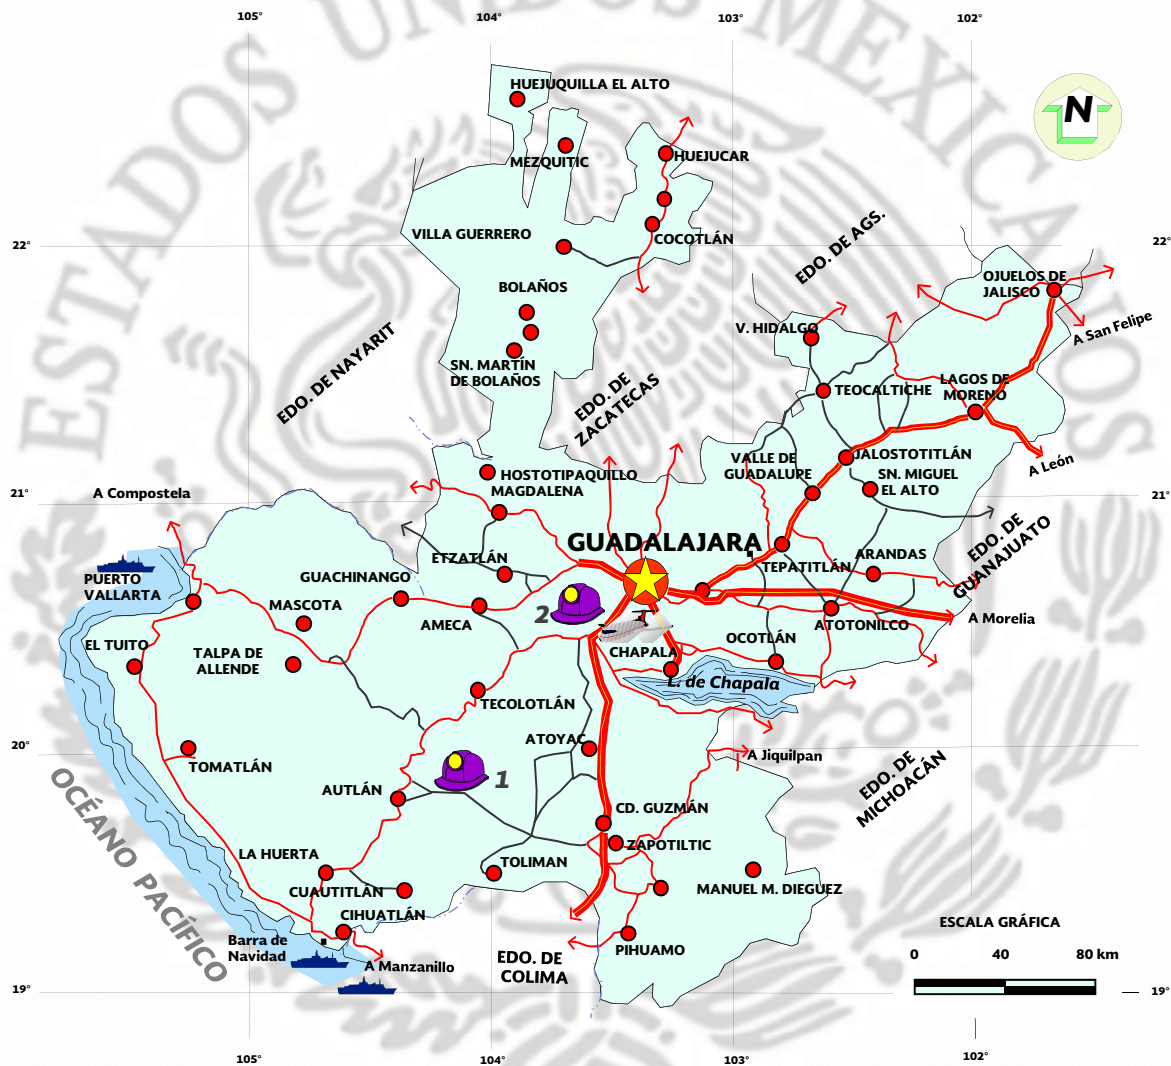 ESTADOS UNIDOS MEXICANOS
105°
104°
103°
102°
N
HUEJUQUILLA EL ALTO
MEZQUITIC
HUEJUCAR
VILLA GUERRERO
COCOTLÁN
22°
22°
EDO. DE AGS.
OJUELOS DE
JALISCO
BOLAÑOS
A San Felipe
V. HIDALGO
EDO. DE NAYARIT
SN. MARTÍN
DE BOLAÑOS
EDO. DE
ZACATECAS
TEOCALTICHE
LAGOS DE
MORENO
VALLE DE
GUADALUPE
JALOSTOTITLÁN
A León
SN. MIGUEL
EL ALTO
HOSTOTIPAQUILLO
MAGDALENA
A Compostela
21°
21°
EDO. DE
GUANAJUATO
GUADALAJARA
ETZATLÁN
TEPATITLÁN
ARANDAS
PUERTO
VALLARTA
GUACHINANGO
MASCOTA
2
AMECA
ATOTONILCO
A Morelia
EL TUITO
TALPA DE
ALLENDE
OCOTLÁN
CHAPALA
L. de Chapala
TECOLOTLÁN
20°
20°
ATOYAC
A Jiquilpan
TOMATLÁN
EDO. DE
MICHOACÁN
1
AUTLÁN
CD. GUZMÁN
OCÉANO PACÍFICO
ZAPOTILTIC
LA HUERTA
TOLIMAN
CUAUTITLÁN
MANUEL M. DIEGUEZ
CIHUATLÁN
ESCALA GRÁFICA
Barra de
Navidad
PIHUAMO
A Manzanillo
EDO. DE
COLIMA
0 40 80 km
19°
19°
105°
104°
103°
102°